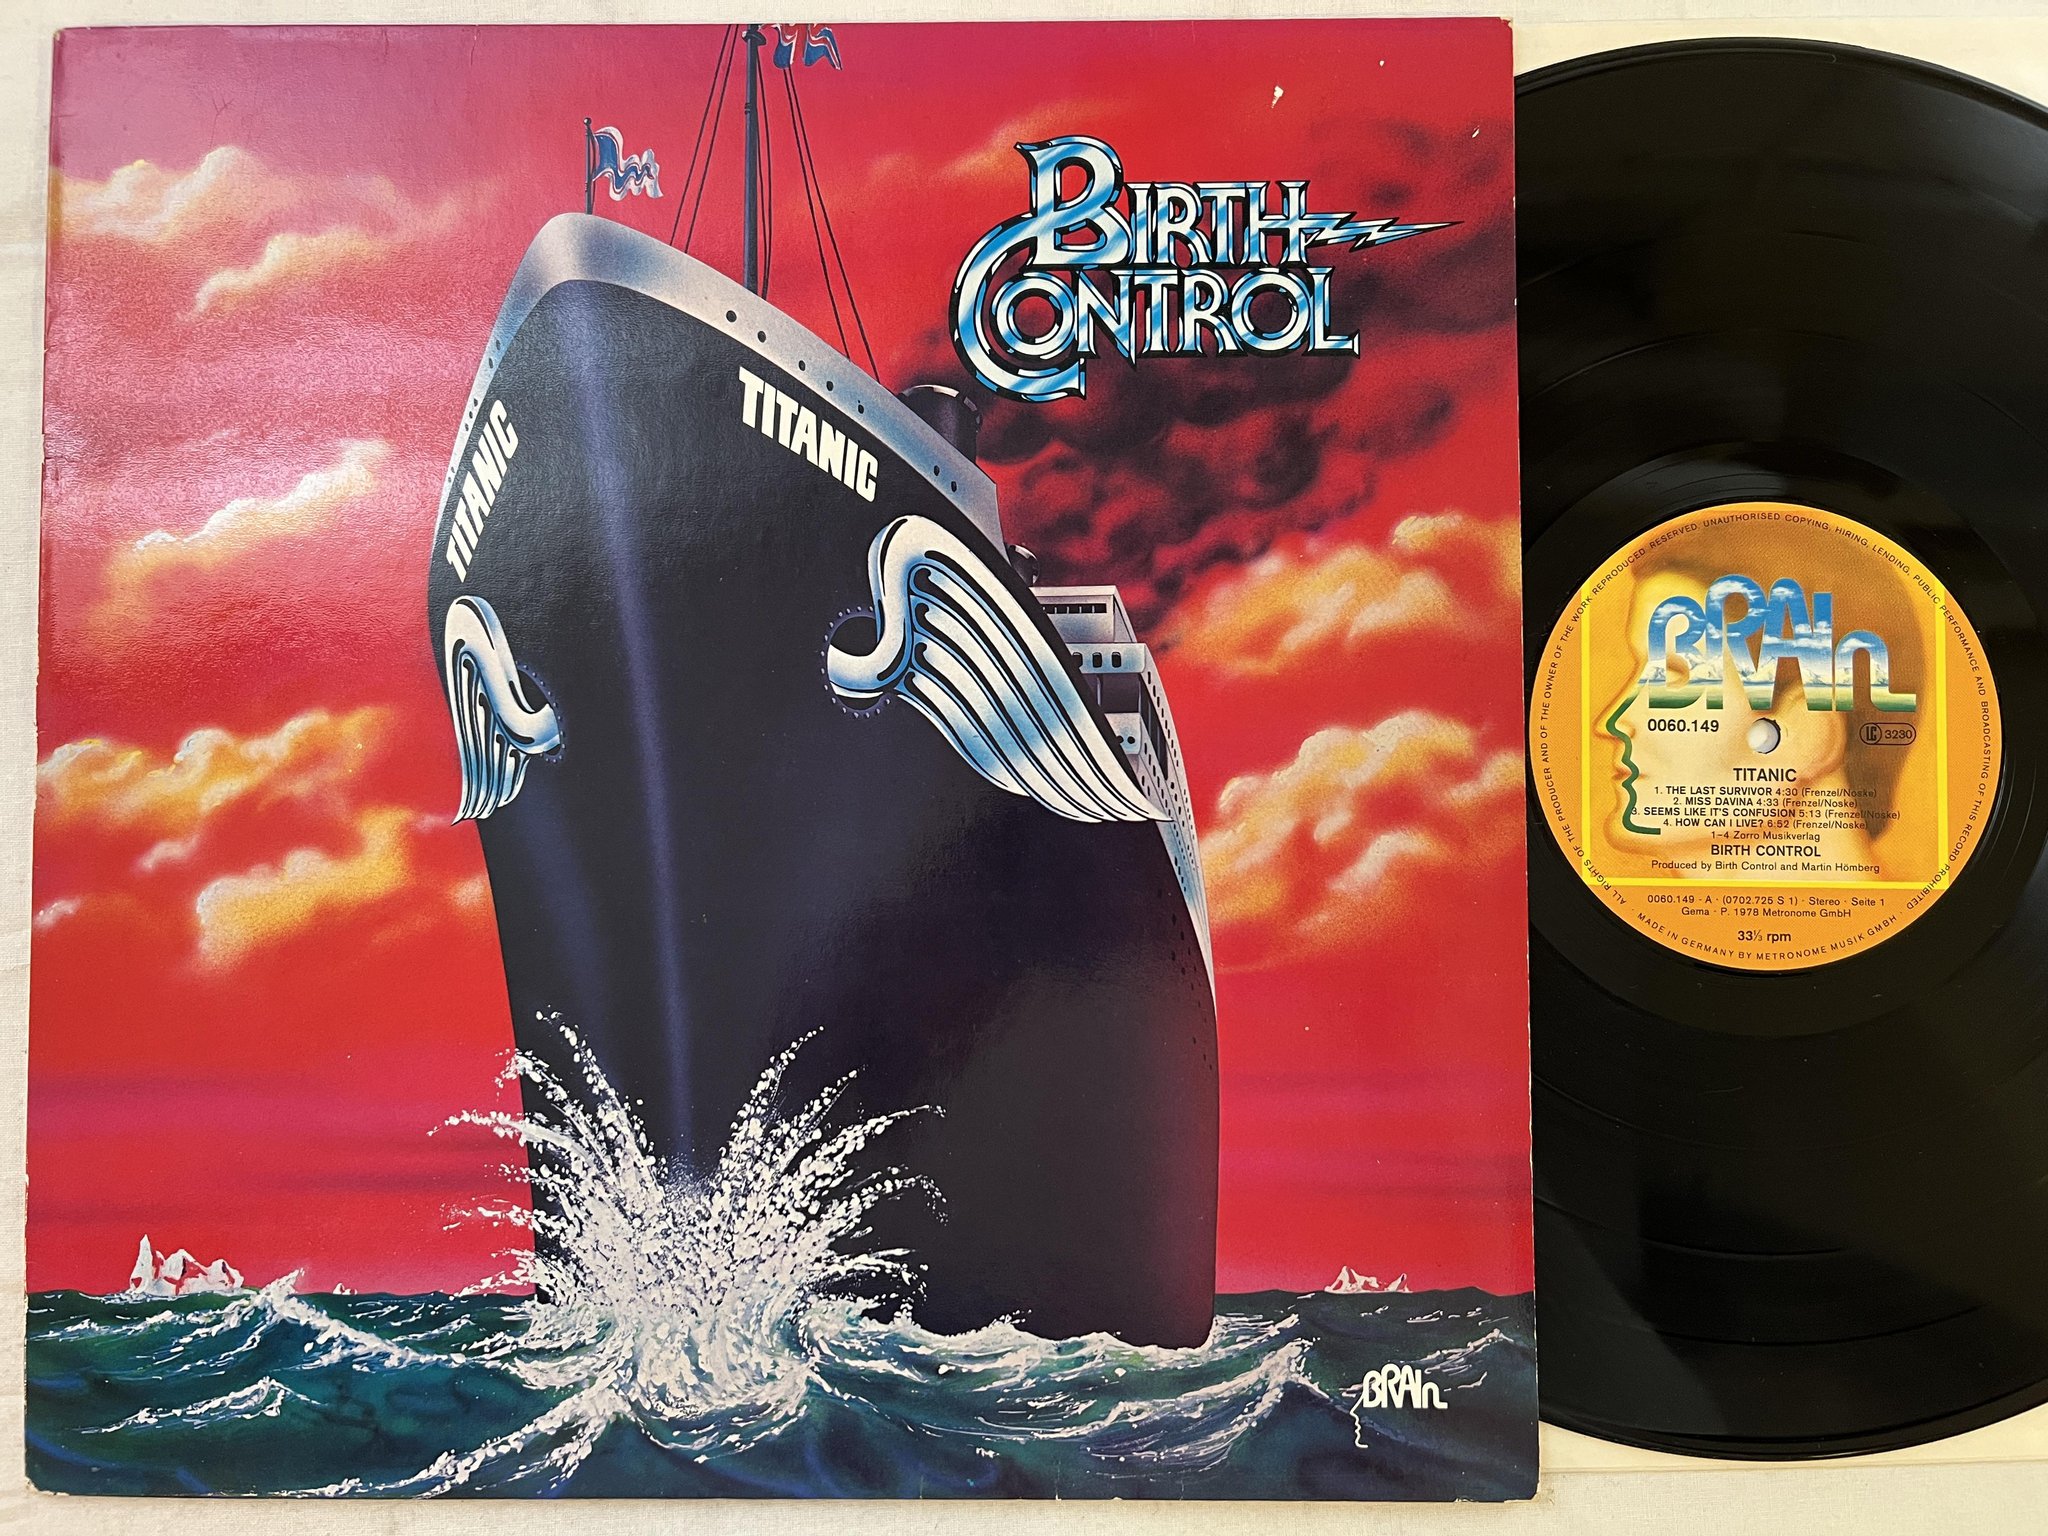 BIRTH
CONTROL
TITANIC
TITANIC
BRAIN
ALL RIGHTS OF THE PRODUCER AND OF THE OWNER OF THE WORK REPRODUCED RESERVED. UNAUTHORISED COPYING, HIRING, LENDING, PUBLIC PERFORMANCE AND BROADCASTING OF THIS RECORD PROHIBITED.
BRAIN
0060.149
LC 3230
TITANIC
1. THE LAST SURVIVOR 4:30 (Frenzel/Noske)
2. MISS DAVINA 4:33 (Frenzel/Noske)
3. SEEMS LIKE IT'S CONFUSION 5:13 (Frenzel/Noske)
4. HOW CAN I LIVE? 6:52 (Frenzel/Noske)
1–4 Zorro Musikverlag
BIRTH CONTROL
Produced by Birth Control and Martin Hömberg
0060.149 - A · (0702.725 S 1) · Stereo · Seite 1
Gema · P. 1978 Metronome GmbH
33⅓ rpm
· MADE IN GERMANY BY METRONOME MUSIK GMBH ·